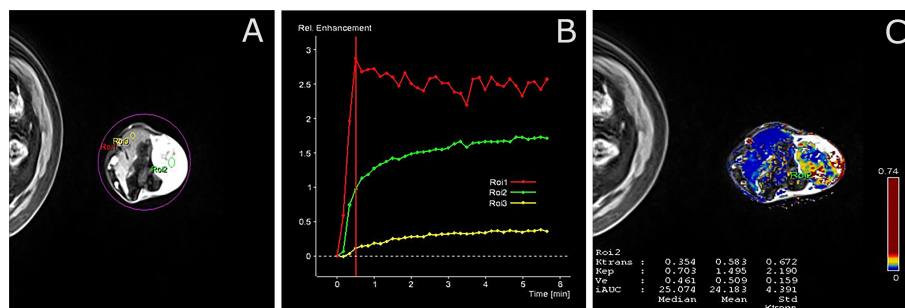 A
Roi1
Roi3
Roi2
B
Rel. Enhancement
3
2.5
2
1.5
1
0.5
0
Roi1
Roi2
Roi3
0 1 2 3 4 5 6
Time [min]
C
Roi2
0.74
0
Roi2
Ktrans : 0.354 0.583 0.672
Kep : 0.703 1.495 2.190
Ve : 0.461 0.509 0.159
iAUC : 25.074 24.183 4.391
Median Mean Std
Ktrans